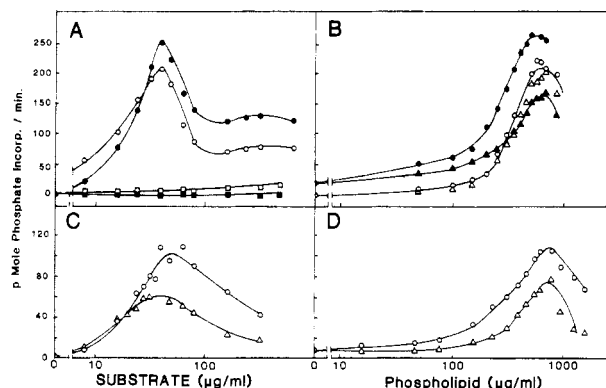 A
B
p Mole Phosphate Incorp. / min.
250
200
150
100
50
0
C
D
120
80
40
0
0
10
100
SUBSTRATE (µg/ml)
0
10
100
1000
Phospholipid (µg/ml)